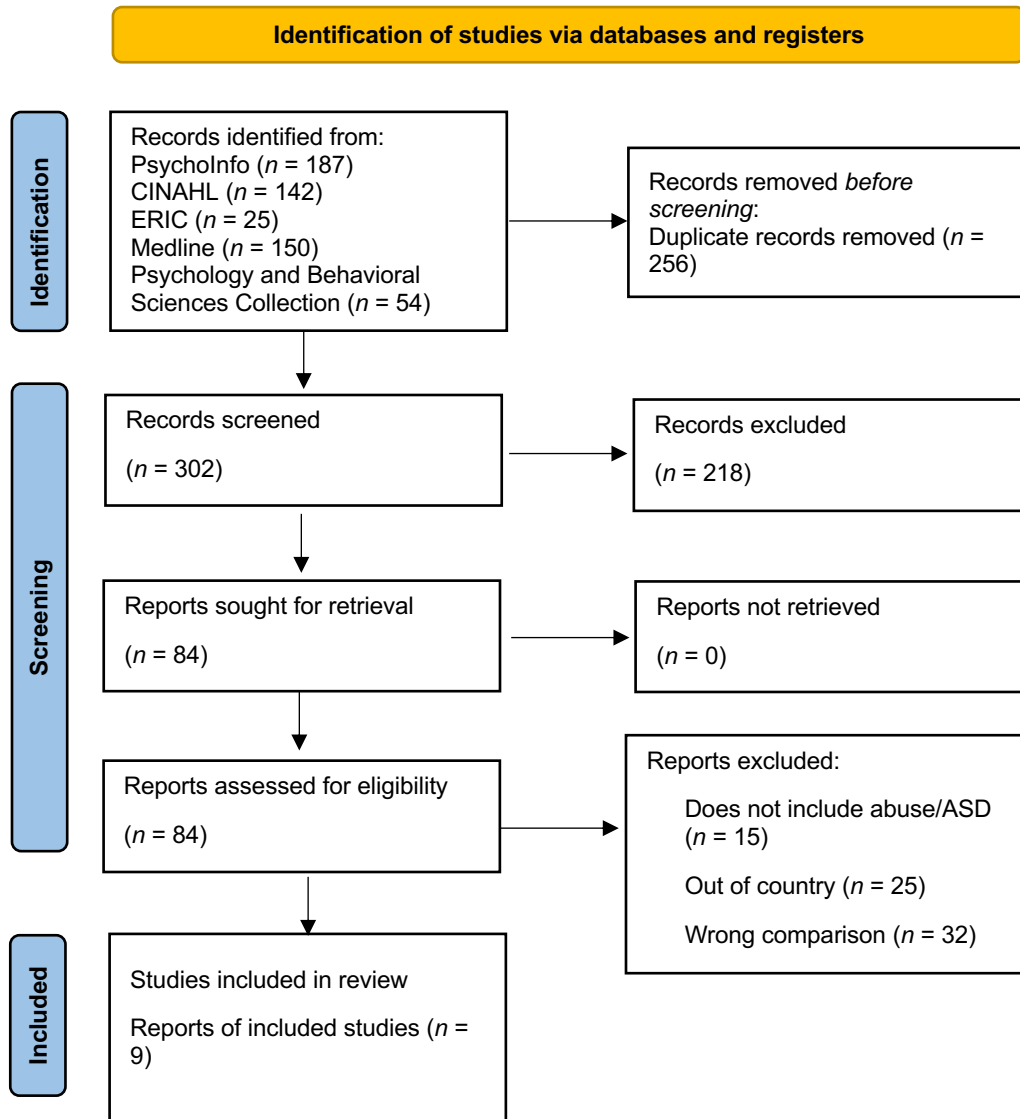 Identification of studies via databases and registers
Identification
Records identified from:
PsychoInfo (n = 187)
CINAHL (n = 142)
ERIC (n = 25)
Medline (n = 150)
Psychology and Behavioral
Sciences Collection (n = 54)
Records removed before
screening:
Duplicate records removed (n =
256)
Screening
Records screened
(n = 302)
Records excluded
(n = 218)
Reports sought for retrieval
(n = 84)
Reports not retrieved
(n = 0)
Reports assessed for eligibility
(n = 84)
Reports excluded:
Does not include abuse/ASD
(n = 15)
Out of country (n = 25)
Wrong comparison (n = 32)
Included
Studies included in review
Reports of included studies (n =
9)